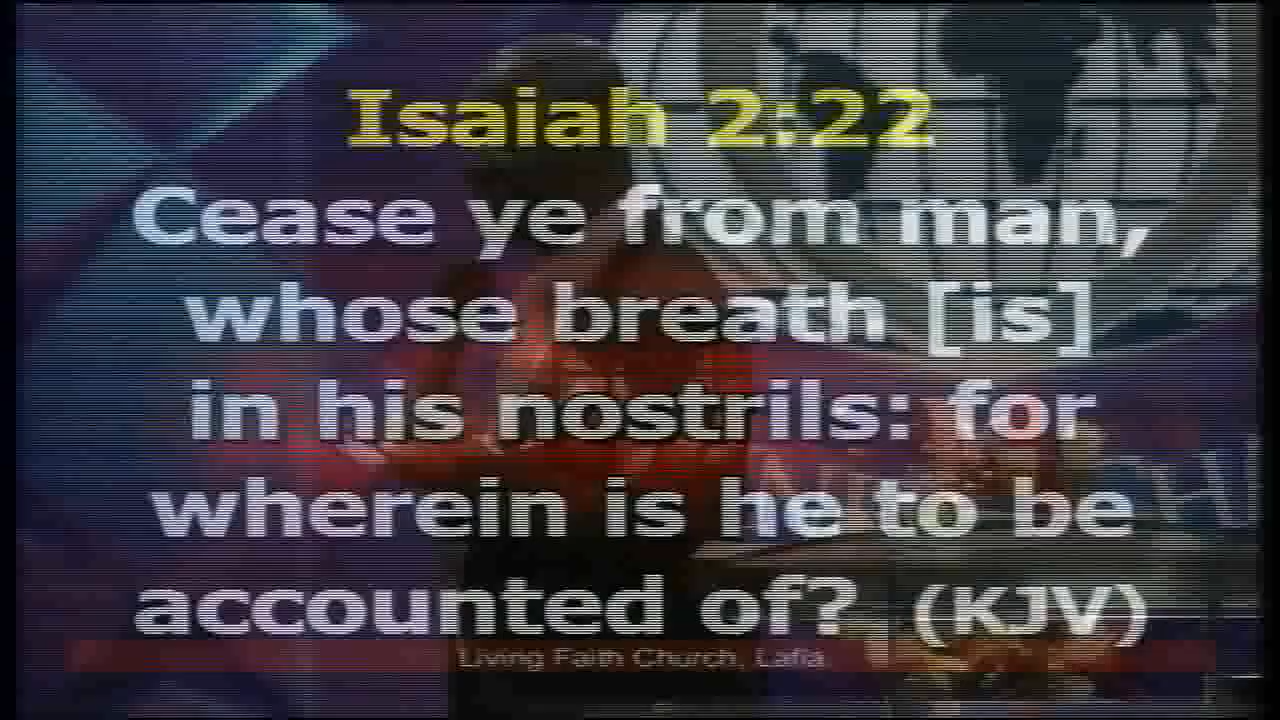 Isaiah 2:22
Cease ye from man,
whose breath [is]
in his nostrils: for
wherein is he to be
accounted of? (KJV)
Living Faith Church, Lafia